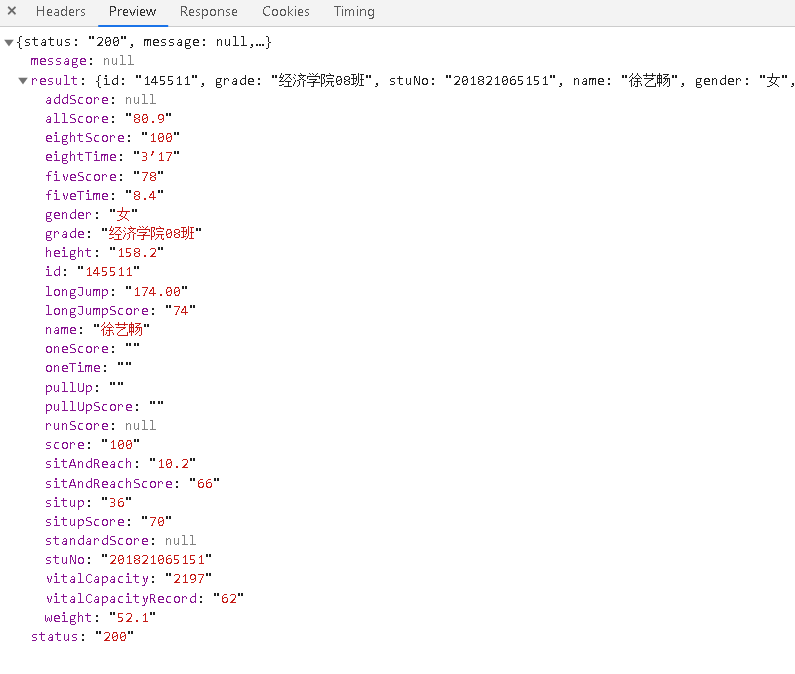 × Headers Preview Response Cookies Timing
▼{status: "200", message: null,…}
message: null
▼result: {id: "145511", grade: "经济学院08班", stuNo: "201821065151", name: "徐艺畅", gender: "女",
addScore: null
allScore: "80.9"
eightScore: "100"
eightTime: "3’17"
fiveScore: "78"
fiveTime: "8.4"
gender: "女"
grade: "经济学院08班"
height: "158.2"
id: "145511"
longJump: "174.00"
longJumpScore: "74"
name: "徐艺畅"
oneScore: ""
oneTime: ""
pullUp: ""
pullUpScore: ""
runScore: null
score: "100"
sitAndReach: "10.2"
sitAndReachScore: "66"
situp: "36"
situpScore: "70"
standardScore: null
stuNo: "201821065151"
vitalCapacity: "2197"
vitalCapacityRecord: "62"
weight: "52.1"
status: "200"